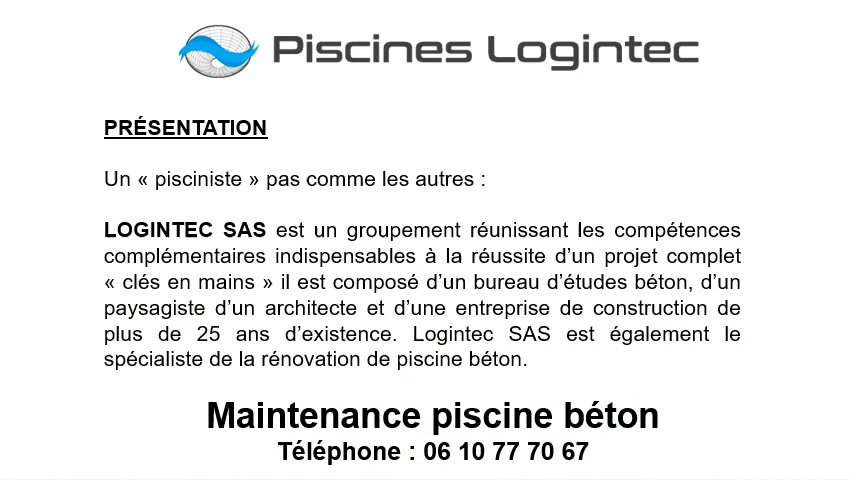 Piscines Logintec
PRÉSENTATION
Un « pisciniste » pas comme les autres :
LOGINTEC SAS est un groupement réunissant les compétences
complémentaires indispensables à la réussite d’un projet complet
« clés en mains » il est composé d’un bureau d’études béton, d’un
paysagiste d’un architecte et d’une entreprise de construction de
plus de 25 ans d’existence. Logintec SAS est également le
spécialiste de la rénovation de piscine béton.
Maintenance piscine béton
Téléphone : 06 10 77 70 67